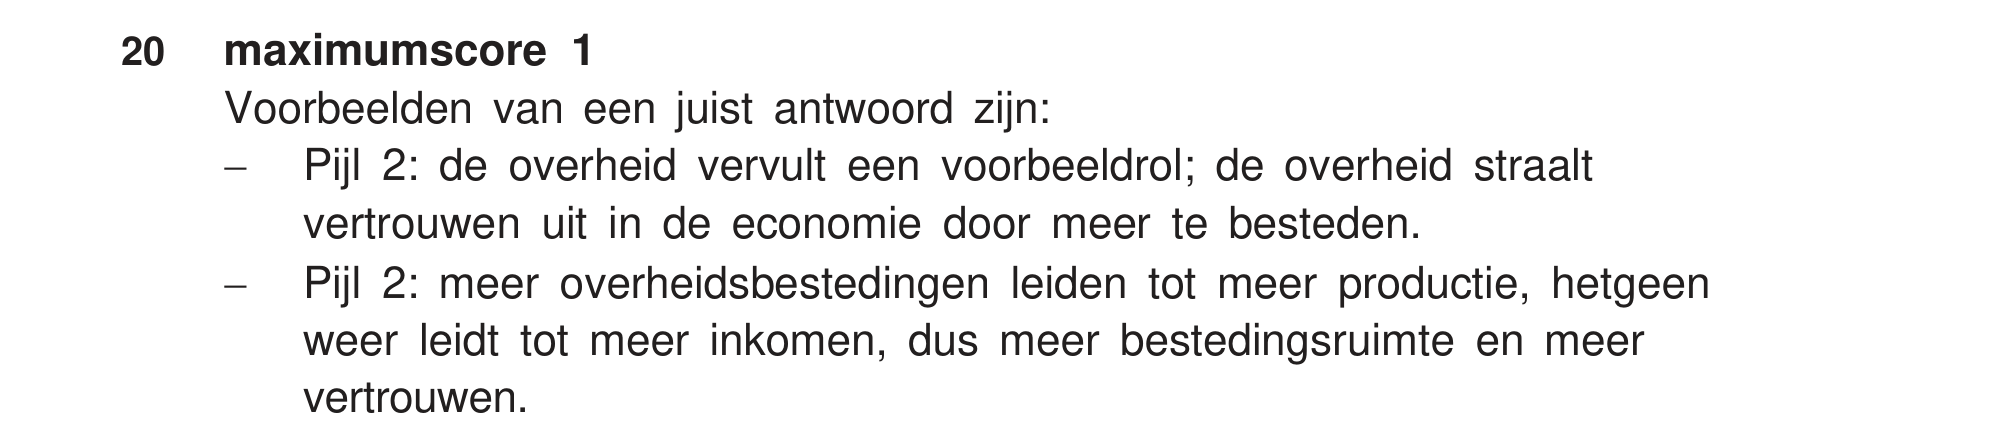 20 maximumscore 1
Voorbeelden van een juist antwoord zijn:
– Pijl 2: de overheid vervult een voorbeeldrol; de overheid straalt
vertrouwen uit in de economie door meer te besteden.
– Pijl 2: meer overheidsbestedingen leiden tot meer productie, hetgeen
weer leidt tot meer inkomen, dus meer bestedingsruimte en meer
vertrouwen.